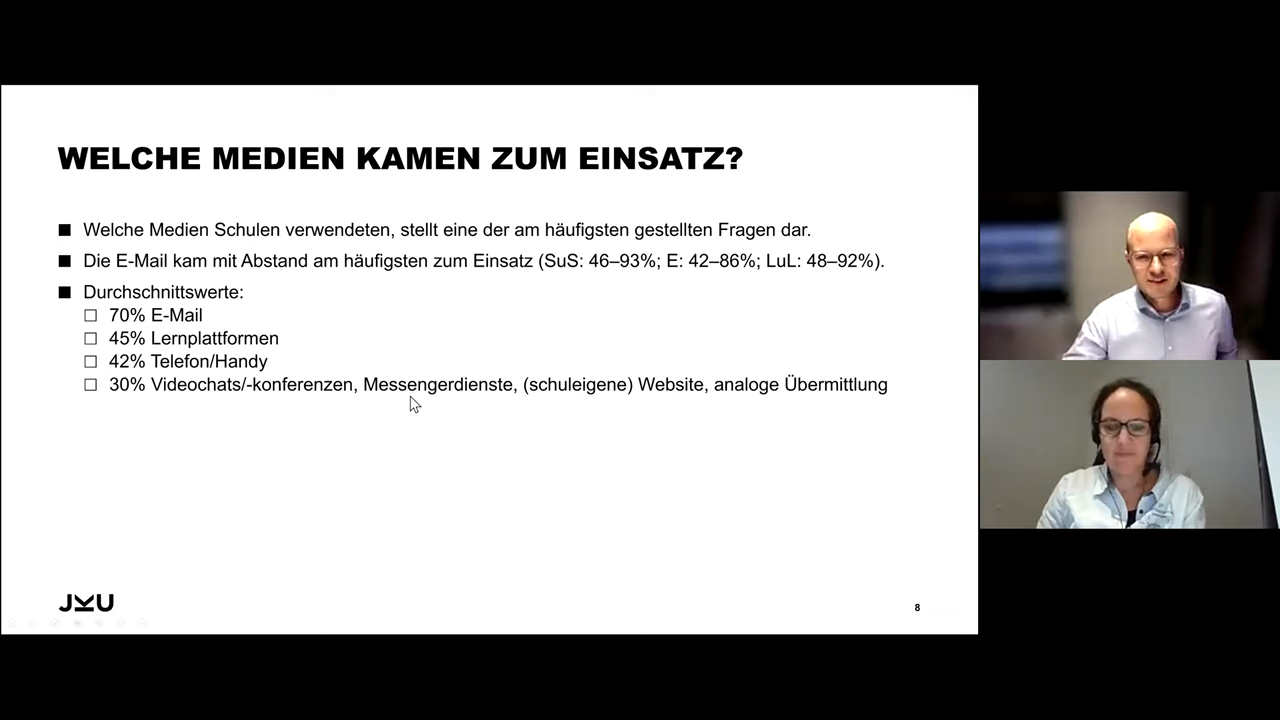 WELCHE MEDIEN KAMEN ZUM EINSATZ?
Welche Medien Schulen verwendeten, stellt eine der am häufigsten gestellten Fragen dar.
Die E-Mail kam mit Abstand am häufigsten zum Einsatz (SuS: 46–93%; E: 42–86%; LuL: 48–92%).
Durchschnittswerte:
70% E-Mail
45% Lernplattformen
42% Telefon/Handy
30% Videochats/-konferenzen, Messengerdienste, (schuleigene) Website, analoge Übermittlung
JKU
8